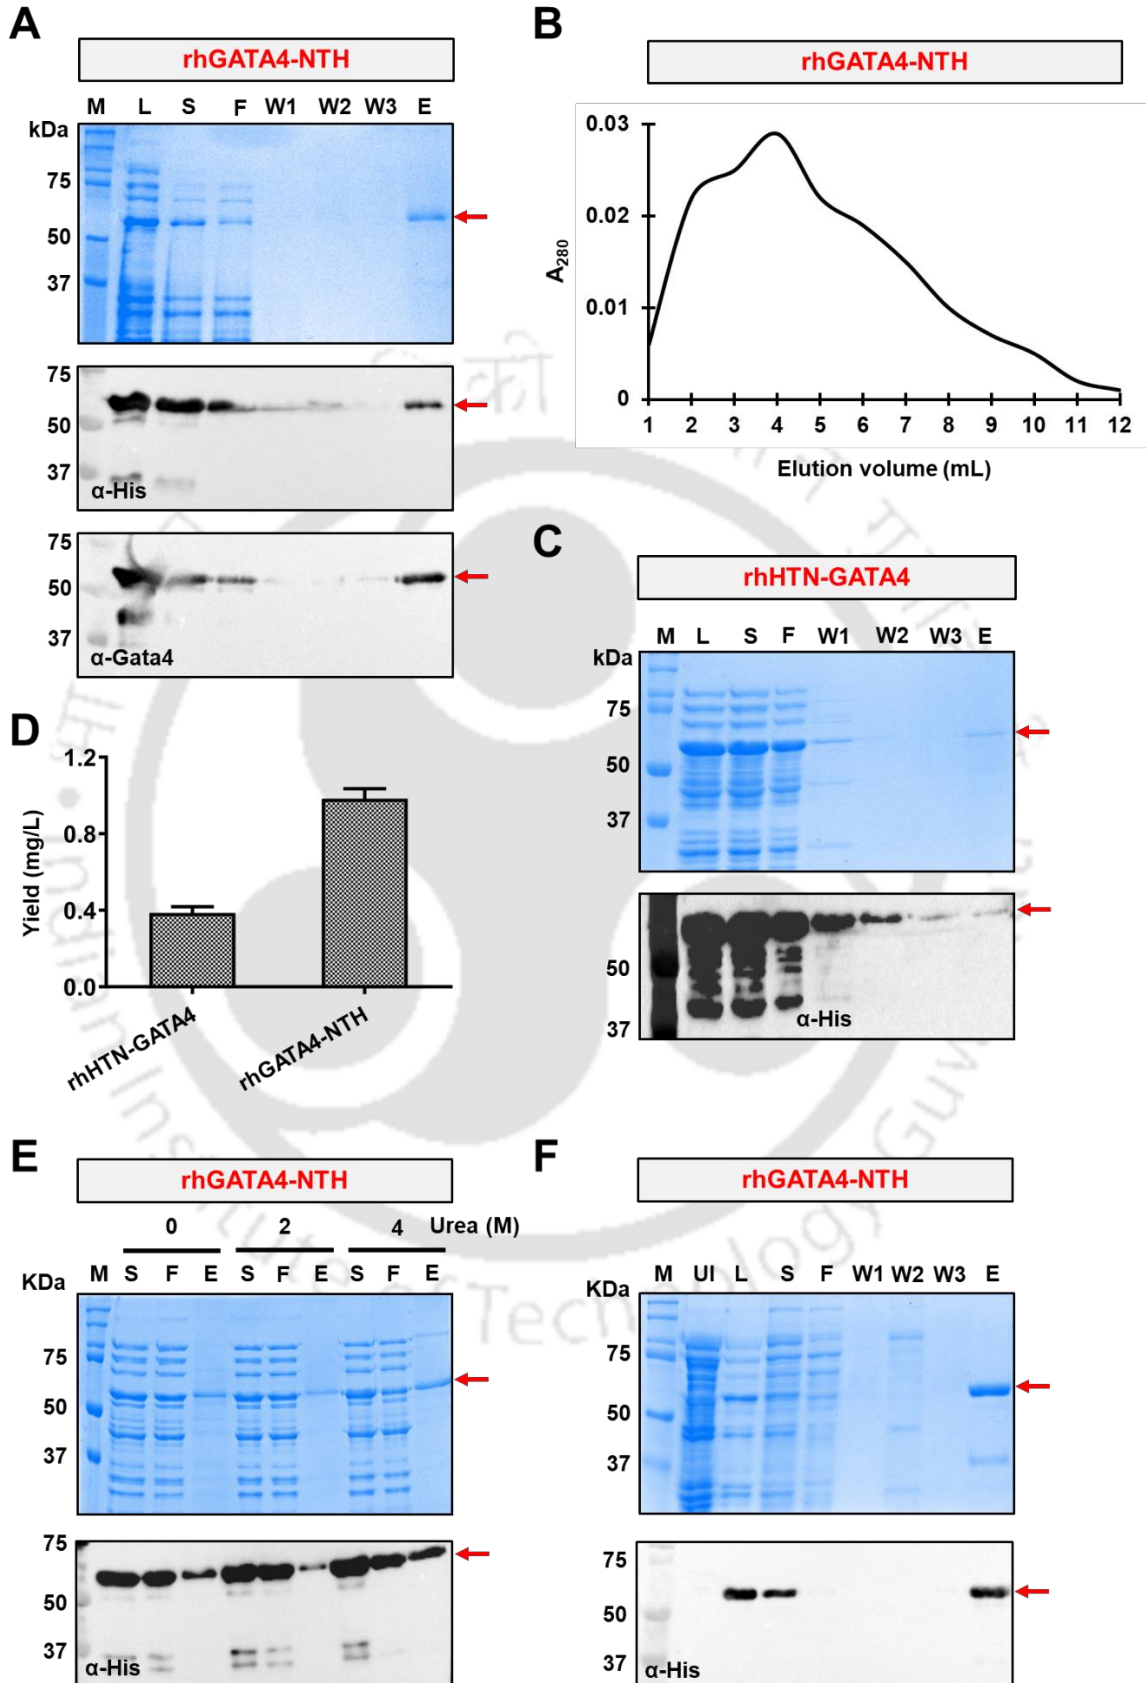 A
rhGATA4-NTH
M L S F W1 W2 W3 E
kDa
75
50
37
75
50
37
α-His
75
50
37
α-Gata4
B
rhGATA4-NTH
0.03
0.02
0.01
0
A280
1 2 3 4 5 6 7 8 9 10 11 12
Elution volume (mL)
C
rhHTN-GATA4
M L S F W1 W2 W3 E
kDa
75
50
37
50
37
α-His
D
1.2
0.8
0.4
0.0
Yield (mg/L)
rhHTN-GATA4
rhGATA4-NTH
E
rhGATA4-NTH
0 2 4 Urea (M)
M S F E S F E S F E
KDa
75
50
37
75
50
37
α-His
F
rhGATA4-NTH
M UI L S F W1 W2 W3 E
KDa
75
50
37
75
50
37
α-His
Indian Institute of Technology Guw